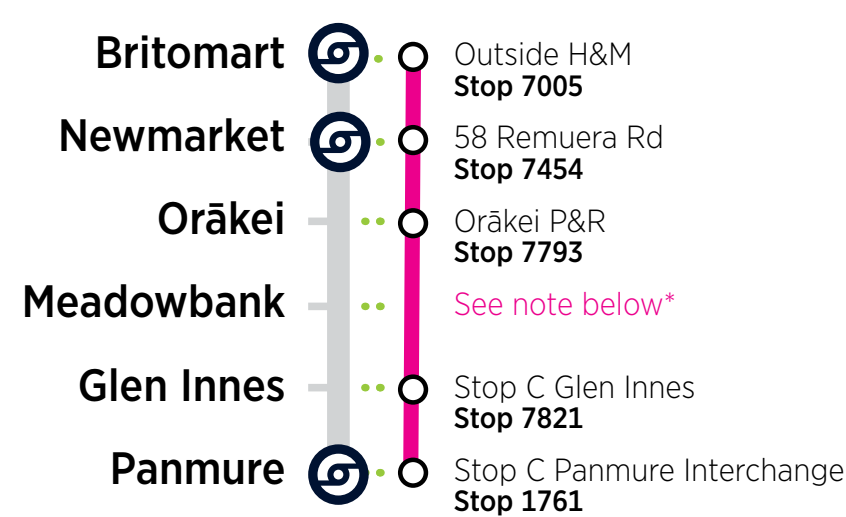 Britomart
Outside H&M
Stop 7005
Newmarket
58 Remuera Rd
Stop 7454
Orākei
Orākei P&R
Stop 7793
Meadowbank
See note below*
Glen Innes
Stop C Glen Innes
Stop 7821
Panmure
Stop C Panmure Interchange
Stop 1761